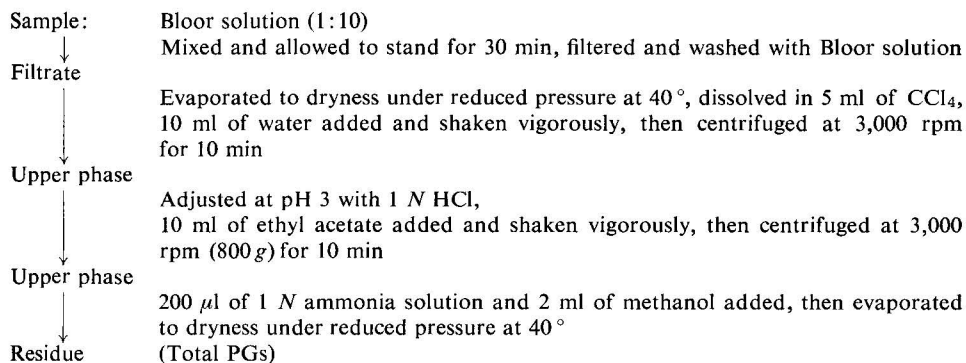 Sample: Bloor solution (1:10)
Mixed and allowed to stand for 30 min, filtered and washed with Bloor solution
Filtrate
Evaporated to dryness under reduced pressure at 40°, dissolved in 5 ml of CCl₄,
10 ml of water added and shaken vigorously, then centrifuged at 3,000 rpm
for 10 min
Upper phase
Adjusted at pH 3 with 1 N HCl,
10 ml of ethyl acetate added and shaken vigorously, then centrifuged at 3,000
rpm (800 g) for 10 min
Upper phase
200 μl of 1 N ammonia solution and 2 ml of methanol added, then evaporated
to dryness under reduced pressure at 40°
Residue (Total PGs)